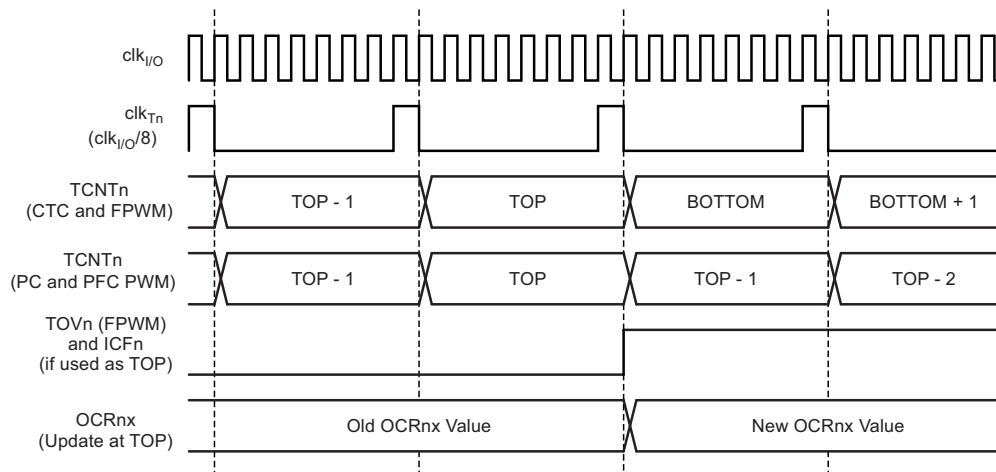 clkI/O
clkTn
(clkI/O/8)
TCNTn
(CTC and FPWM)
TOP - 1
TOP
BOTTOM
BOTTOM + 1
TCNTn
(PC and PFC PWM)
TOP - 1
TOP
TOP - 1
TOP - 2
TOVn (FPWM)
and ICFn
(if used as TOP)
OCRnx
(Update at TOP)
Old OCRnx Value
New OCRnx Value